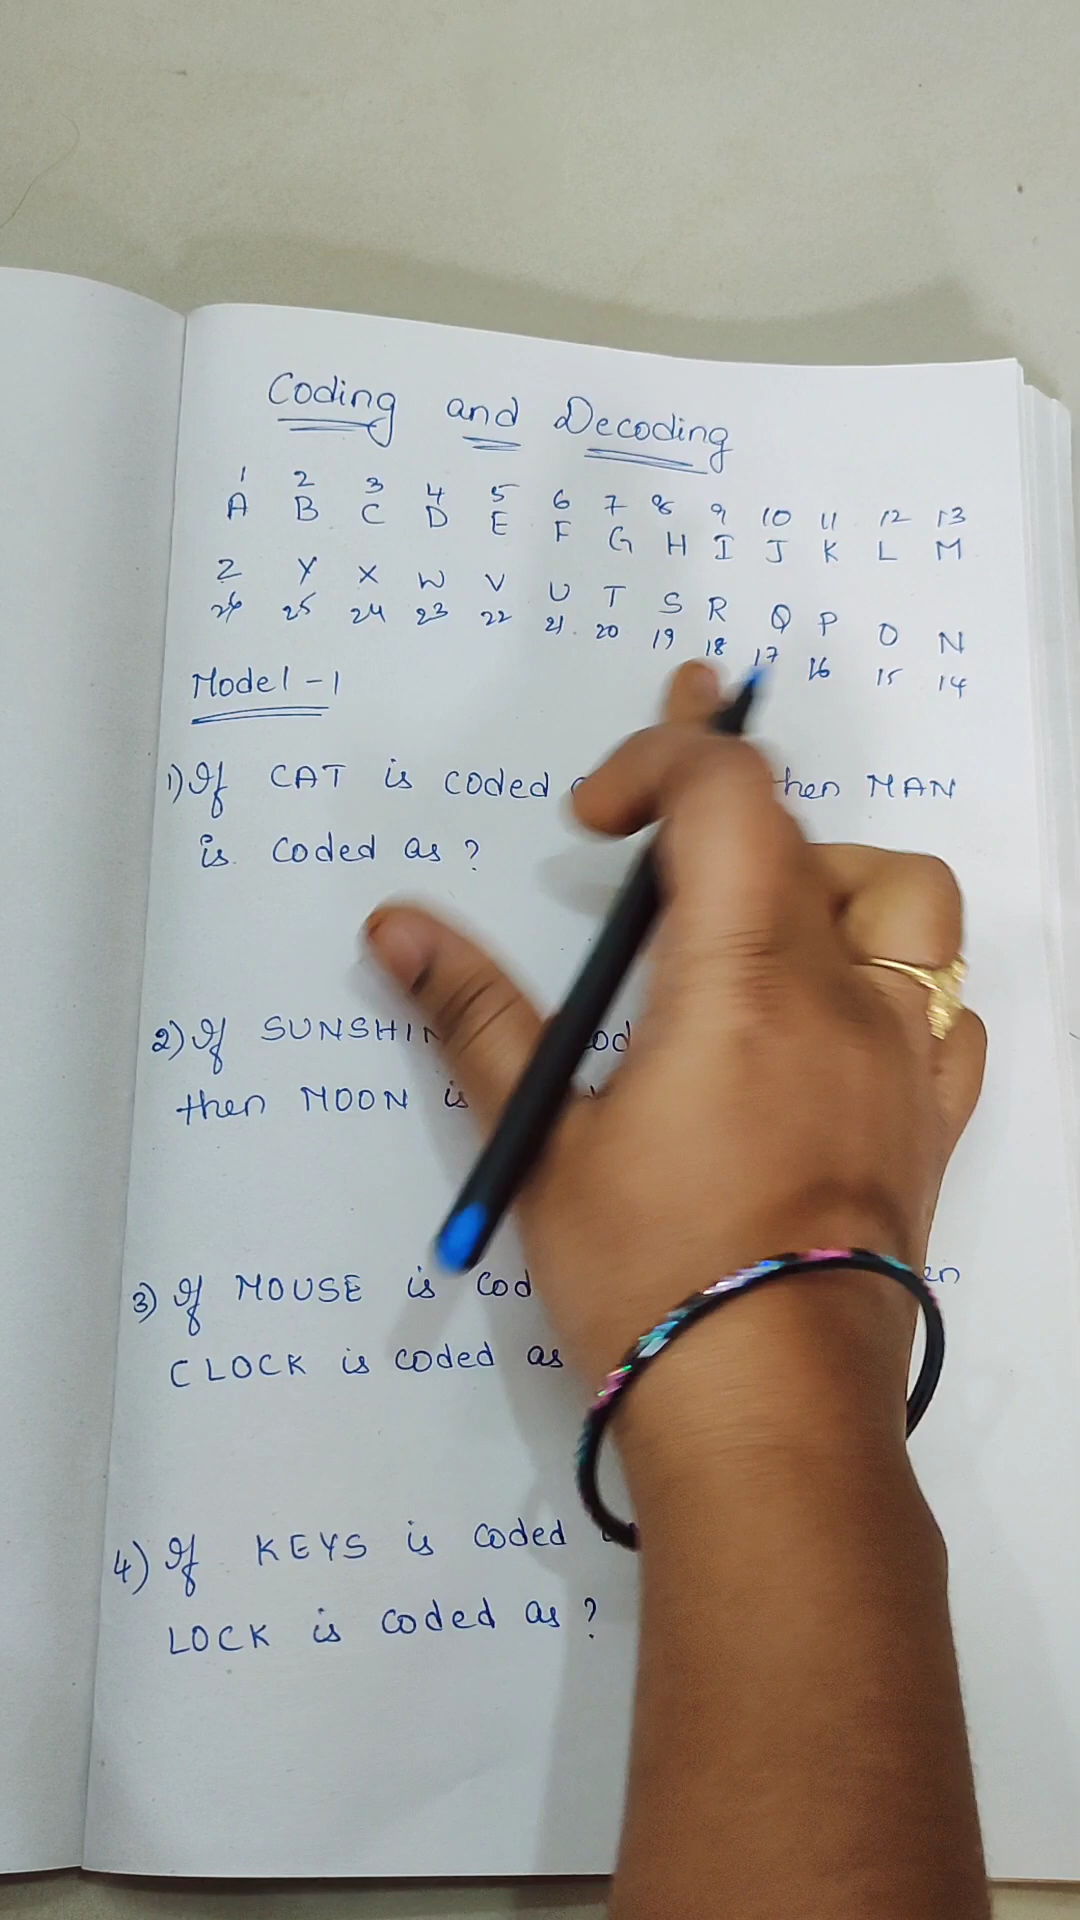 Coding and Decoding
1 2 3 4 5 6 7 8 9 10 11 12 13
A B C D E F G H I J K L M
Z Y X W V U T S R Q P O N
26 25 24 23 22 21. 20 19 18 17 16 15 14
Model-1
1) If CAT is coded then MAN
is coded as?
2) If
then MOON is
3) If MOUSE is
CLOCK is coded as
4) If KEYS is coded
LOCK is coded as?